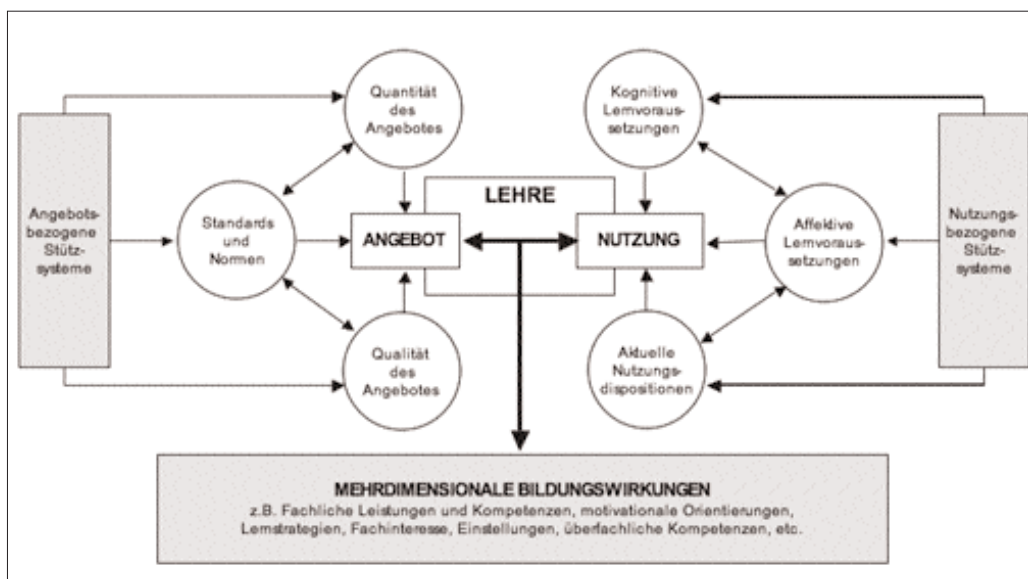 Angebots-
bezogene
Stütz-
systeme
Quantität
des
Angebotes
Standards
und
Normen
Qualität
des
Angebotes
LEHRE
ANGEBOT
NUTZUNG
Kognitive
Lernvoraus-
setzungen
Affektive
Lernvoraus-
setzungen
Aktuelle
Nutzungs-
dispositionen
Nutzungs-
bezogene
Stütz-
systeme
MEHRDIMENSIONALE BILDUNGSWIRKUNGEN
z.B. Fachliche Leistungen und Kompetenzen, motivationale Orientierungen,
Lernstrategien, Fachinteresse, Einstellungen, überfachliche Kompetenzen, etc.